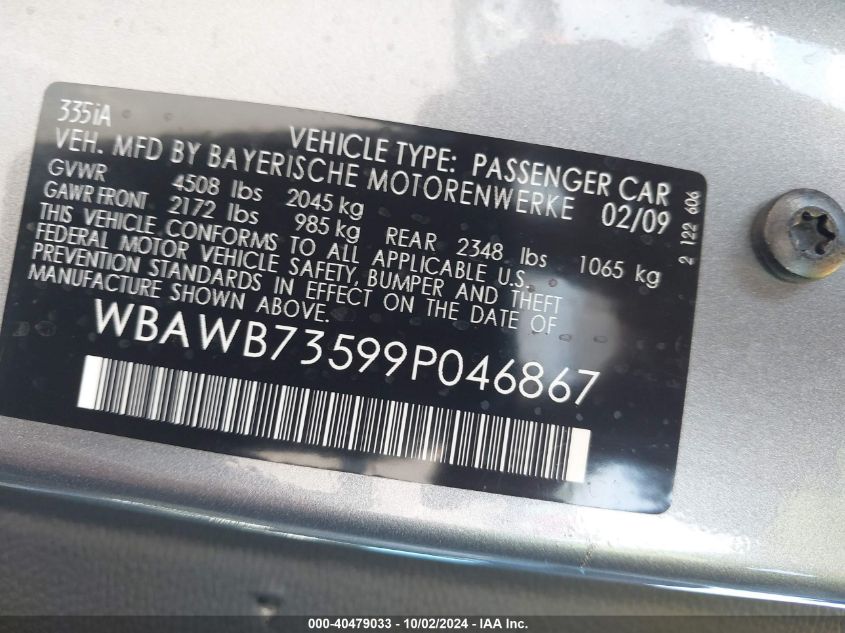 335iA
VEHICLE TYPE: PASSENGER CAR
VEH. MFD BY BAYERISCHE MOTORENWERKE 02/09
GVWR 4508 lbs 2045 kg
GAWR FRONT 2172 lbs 985 kg REAR 2348 lbs 1065 kg
THIS VEHICLE CONFORMS TO ALL APPLICABLE U.S.
FEDERAL MOTOR VEHICLE SAFETY, BUMPER AND THEFT
PREVENTION STANDARDS IN EFFECT ON THE DATE OF
MANUFACTURE SHOWN ABOVE.
WBAWB73599P046867
2 122 606
000-40479033 - 10/02/2024 - IAA Inc.